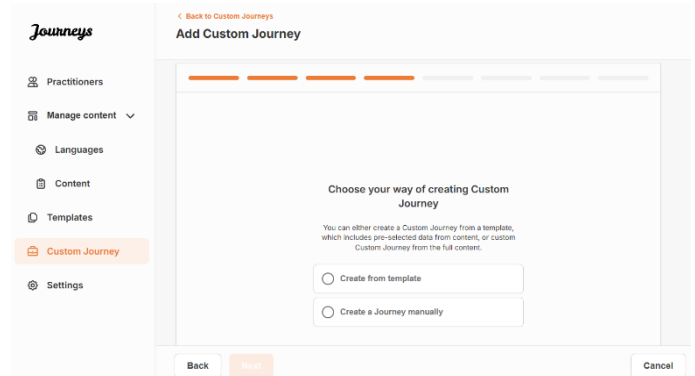 Journeys
Back to Custom Journeys
Add Custom Journey
Practitioners
Manage content
Languages
Content
Templates
Custom Journey
Settings
Choose your way of creating Custom
Journey
You can either create a Custom Journey from a template,
which includes pre-selected data from content, or custom
Custom Journey from the full content.
Create from template
Create a Journey manually
Back
Next
Cancel